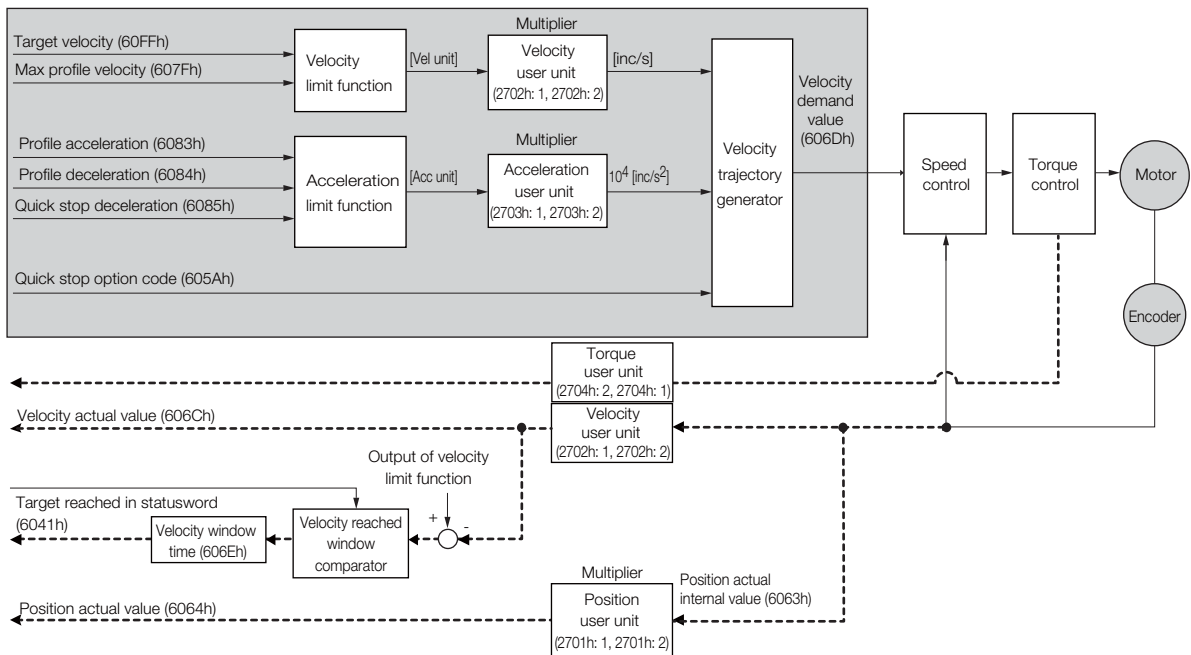 Target velocity (60FFh)
Max profile velocity (607Fh)
Velocity
limit function
[Vel unit]
Multiplier
Velocity
user unit
(2702h: 1, 2702h: 2)
[inc/s]
Profile acceleration (6083h)
Profile deceleration (6084h)
Quick stop deceleration (6085h)
Acceleration
limit function
[Acc unit]
Multiplier
Acceleration
user unit
(2703h: 1, 2703h: 2)
10⁴ [inc/s²]
Quick stop option code (605Ah)
Velocity
trajectory
generator
Velocity
demand
value
(606Dh)
Speed
control
Torque
control
Motor
Encoder
Torque
user unit
(2704h: 2, 2704h: 1)
Velocity actual value (606Ch)
Velocity
user unit
(2702h: 1, 2702h: 2)
Output of velocity
limit function
+
-
Target reached in statusword
(6041h)
Velocity window
time (606Eh)
Velocity reached
window
comparator
Position actual value (6064h)
Multiplier
Position
user unit
(2701h: 1, 2701h: 2)
Position actual
internal value (6063h)